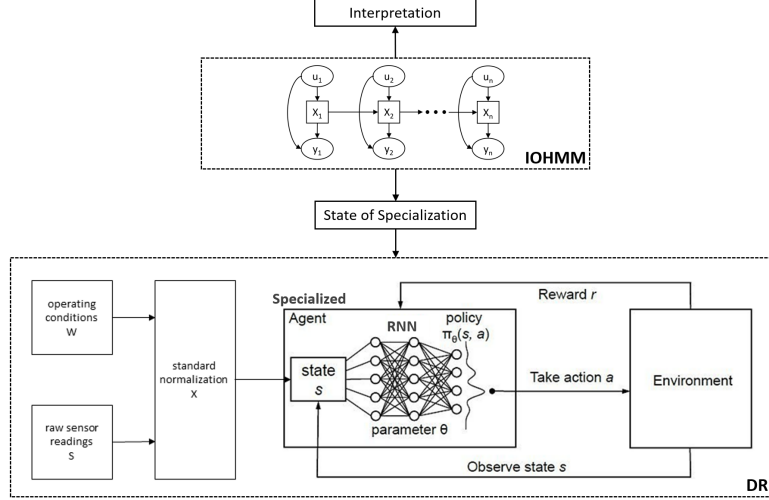 Interpretation
u1 u2 un
X1 X2 Xn
y1 y2 yn
IOHMM
State of Specialization
operating
conditions
W
raw sensor
readings
S
standard
normalization
X
Specialized
Agent
RNN
policy
πθ(s, a)
state
s
parameter θ
Reward r
Take action a
Environment
Observe state s
DR